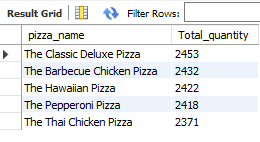 Result Grid Filter Rows:
pizza_name Total_quantity
The Classic Deluxe Pizza 2453
The Barbecue Chicken Pizza 2432
The Hawaiian Pizza 2422
The Pepperoni Pizza 2418
The Thai Chicken Pizza 2371